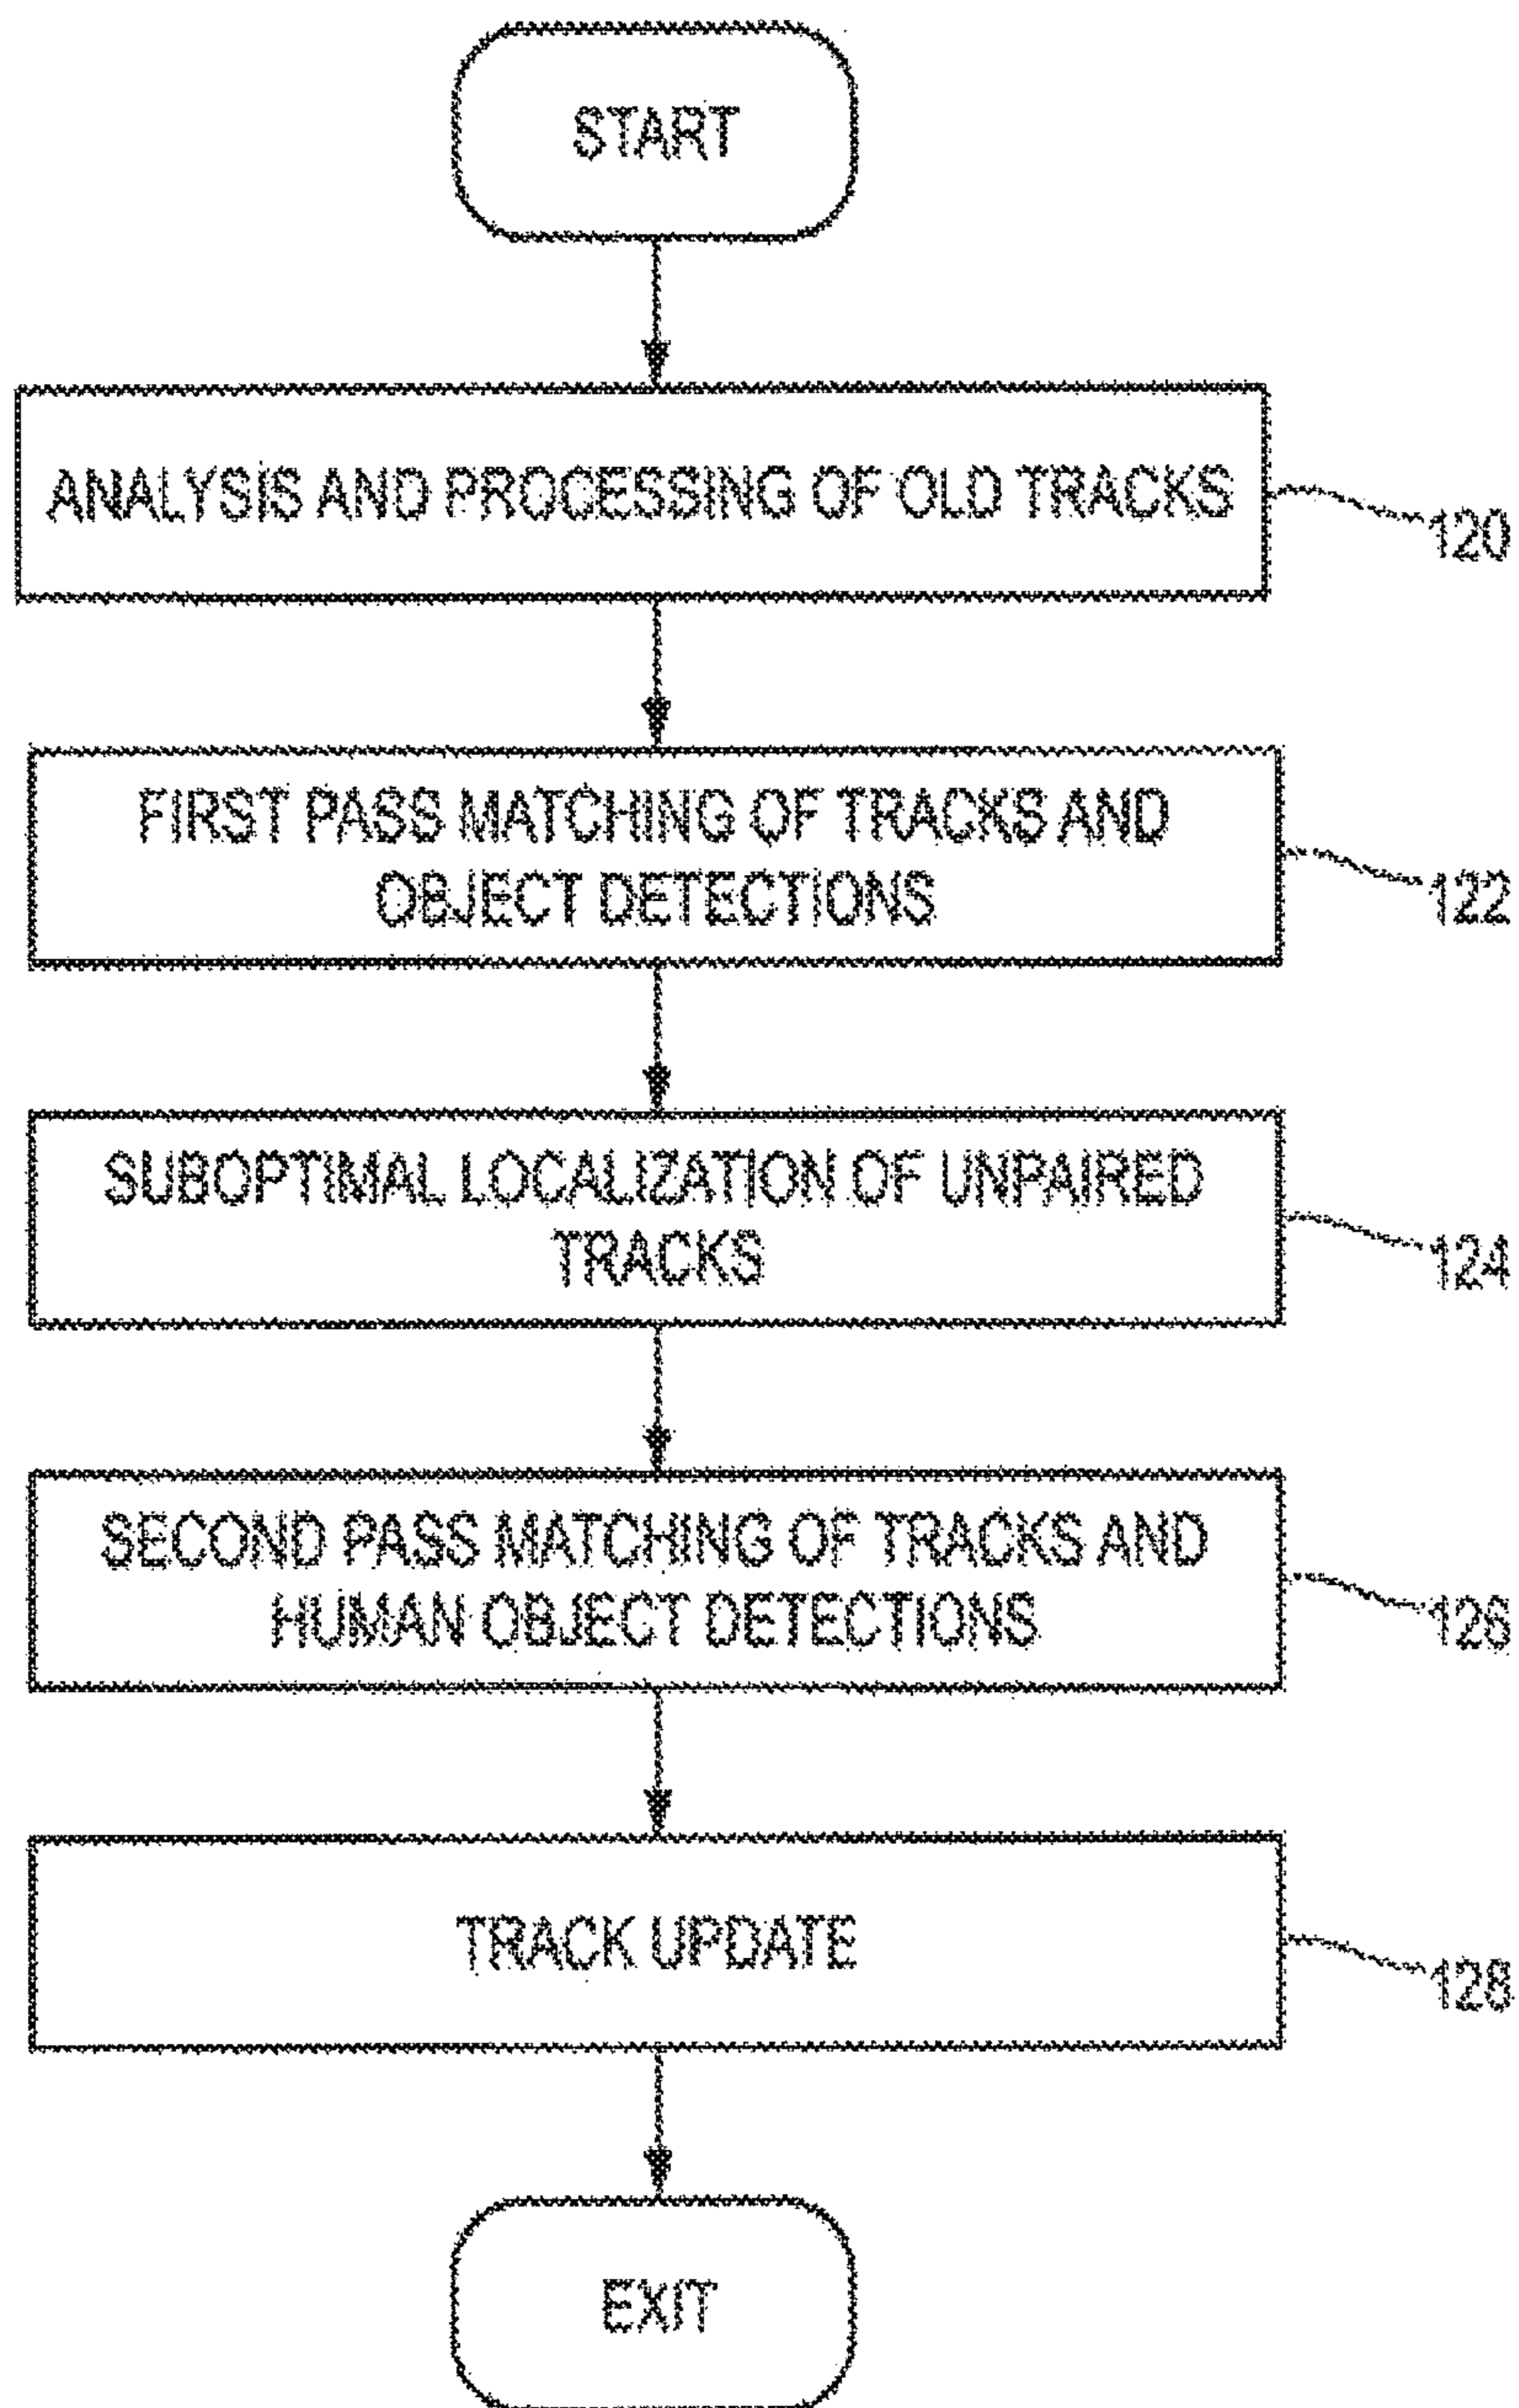 START
ANALYSIS AND PROCESSING OF OLD TRACKS
120
FIRST PASS MATCHING OF TRACKS AND
OBJECT DETECTIONS
122
SUBOPTIMAL LOCALIZATION OF UNPAIRED
TRACKS
124
SECOND PASS MATCHING OF TRACKS AND
HUMAN OBJECT DETECTIONS
126
TRACK UPDATE
128
EXIT